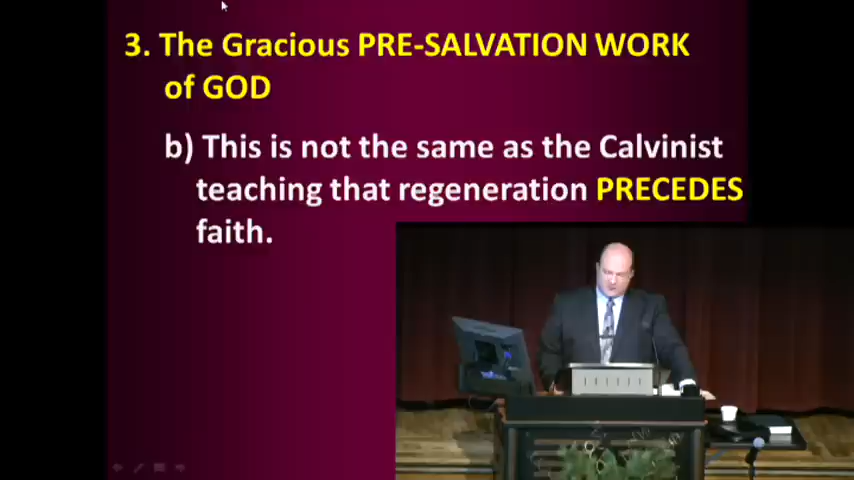 3. The Gracious PRE-SALVATION WORK
of GOD
b) This is not the same as the Calvinist
teaching that regeneration PRECEDES
faith.